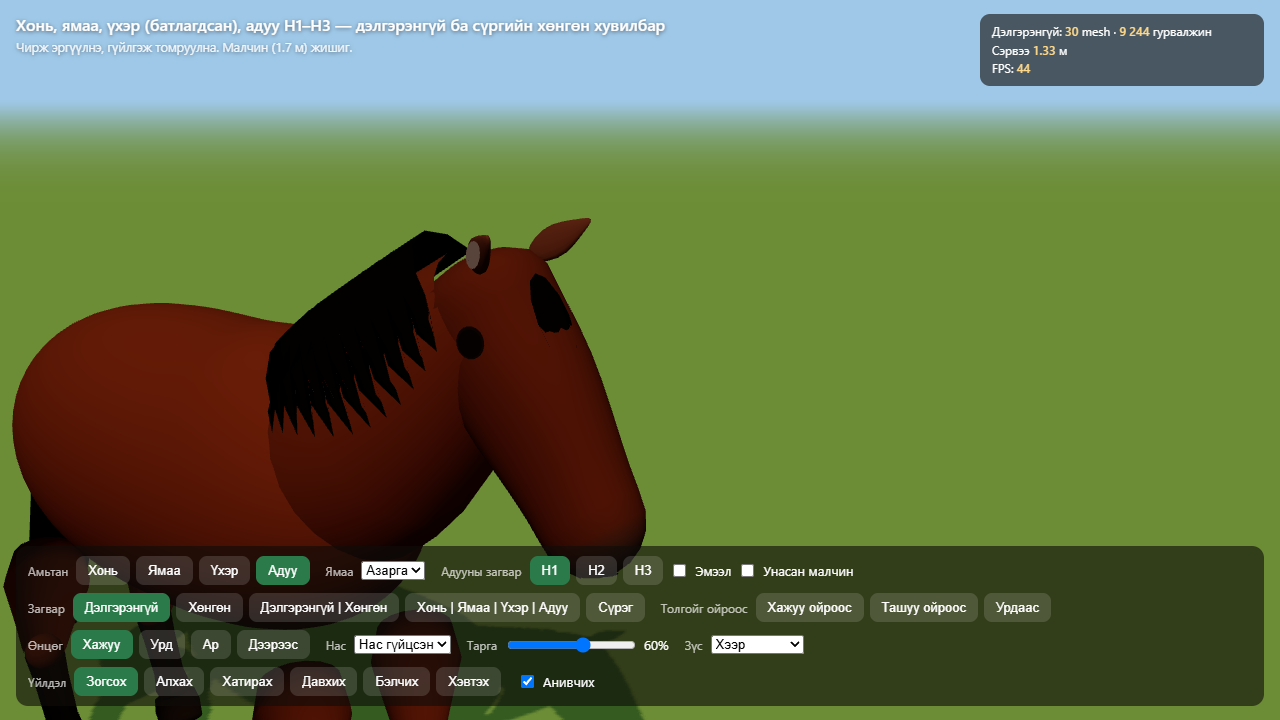 Хонь, ямаа, үхэр (батлагдсан), адуу H1–H3 — дэлгэрэнгүй ба сүргийн хөнгөн хувилбар
Чирж эргүүлнэ, гүйлгэж томруулна. Малчин (1.7 м) жишиг.
Дэлгэрэнгүй: 30 mesh · 9 244 гурвалжин
Сэрвээ 1.33 м
FPS: 44
Амьтан Хонь Ямаа Үхэр Адуу Ямаа Азарга Адууны загвар H1 H2 H3 Эмээл Унасан малчин
Загвар Дэлгэрэнгүй Хөнгөн Дэлгэрэнгүй | Хөнгөн Хонь | Ямаа | Үхэр | Адуу Сүрэг Толгойг ойроос Хажуу ойроос Ташуу ойроос Урдаас
Өнцөг Хажуу Урд Ар Дээрээс Нас Нас гүйцсэн Тарга 60% Зүс Хээр
Үйлдэл Зогсох Алхах Хатирах Давхих Бэлчих Хэвтэх Анивчих